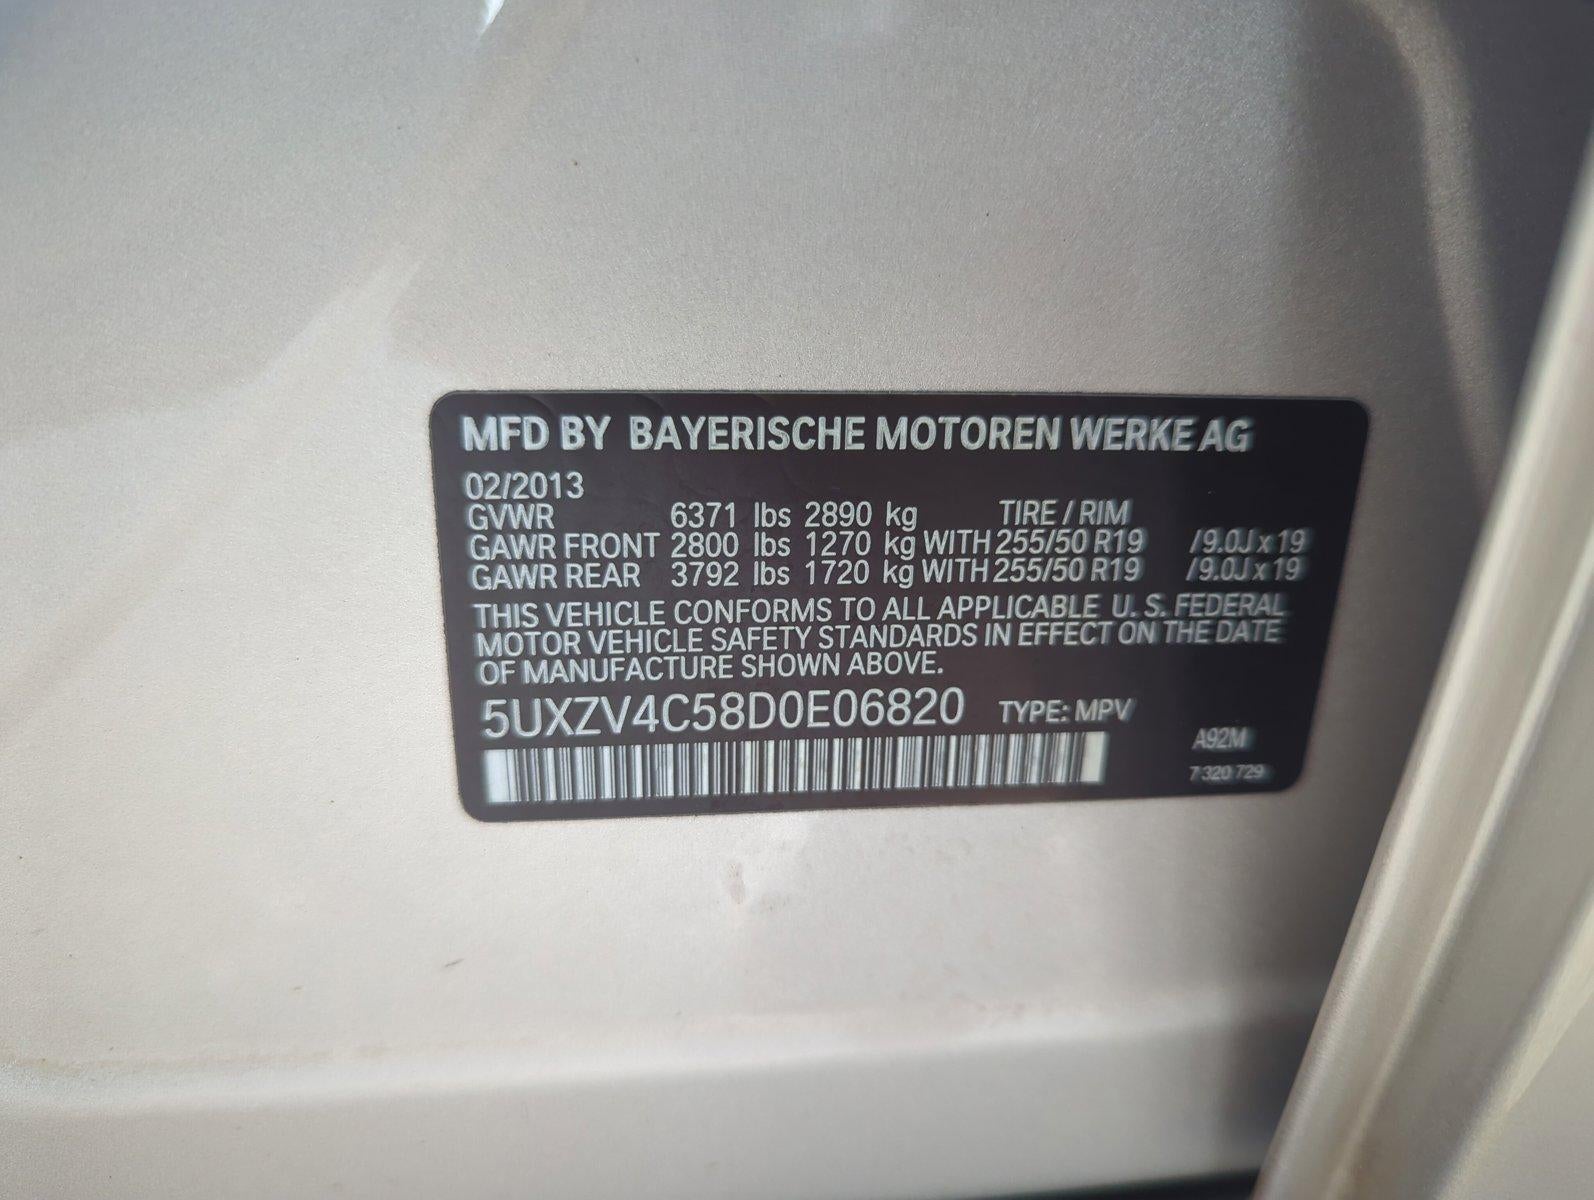 MFD BY BAYERISCHE MOTOREN WERKE AG
02/2013
GVWR 6371 lbs 2890 kg TIRE / RIM
GAWR FRONT 2800 lbs 1270 kg WITH 255/50 R19 /9.0J x 19
GAWR REAR 3792 lbs 1720 kg WITH 255/50 R19 /9.0J x 19
THIS VEHICLE CONFORMS TO ALL APPLICABLE U. S. FEDERAL
MOTOR VEHICLE SAFETY STANDARDS IN EFFECT ON THE DATE
OF MANUFACTURE SHOWN ABOVE.
5UXZV4C58D0E06820 TYPE: MPV
A92M
7 320 729